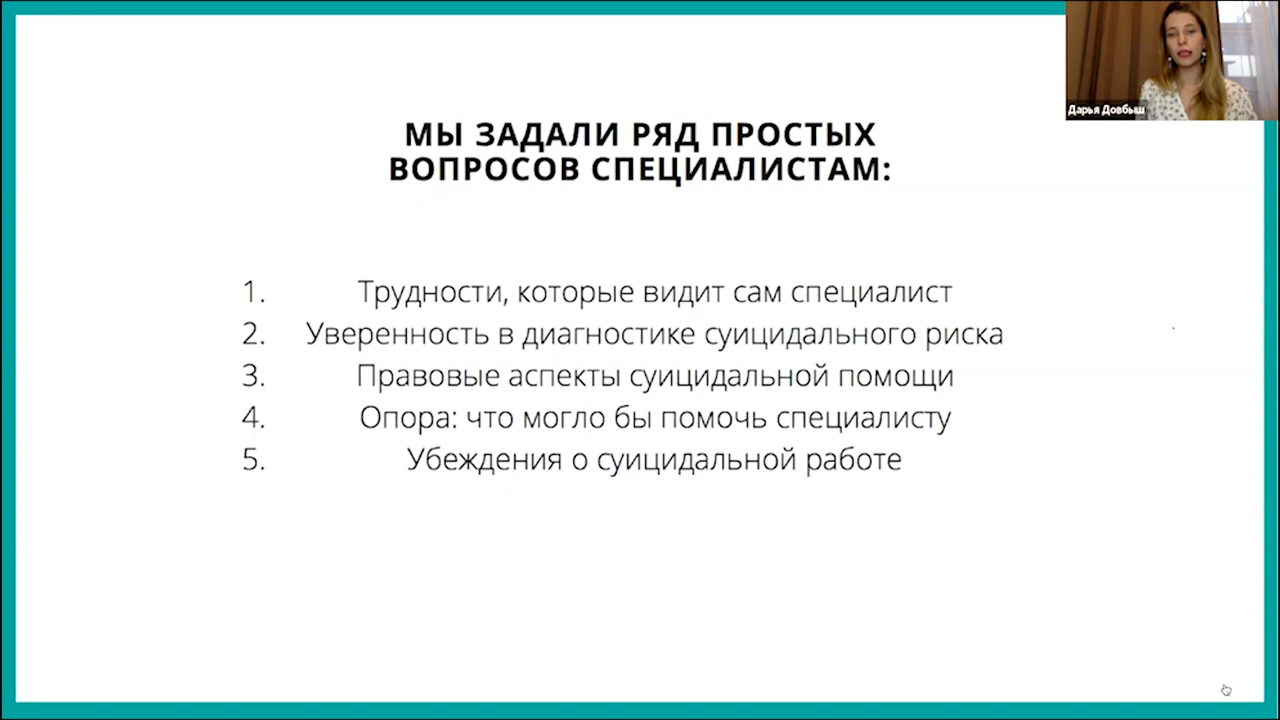 Дарья Довбыш
МЫ ЗАДАЛИ РЯД ПРОСТЫХ
ВОПРОСОВ СПЕЦИАЛИСТАМ:
1. Трудности, которые видит сам специалист
2. Уверенность в диагностике суицидального риска
3. Правовые аспекты суицидальной помощи
4. Опора: что могло бы помочь специалисту
5. Убеждения о суицидальной работе